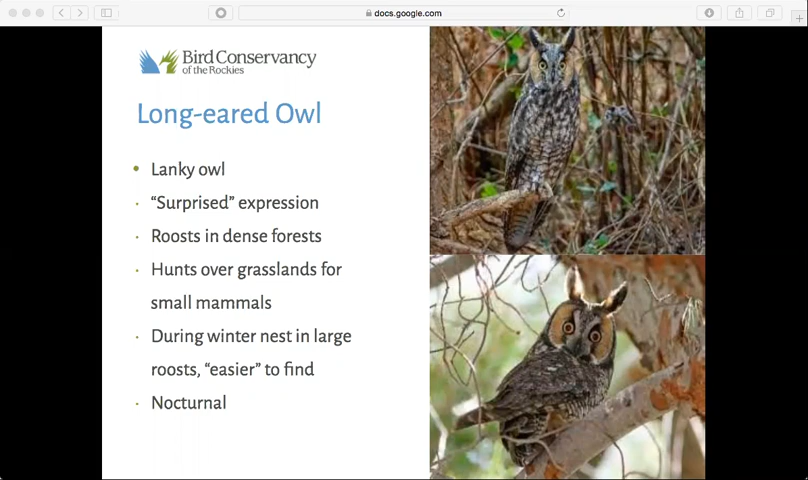 docs.google.com
Bird Conservancy
of the Rockies
Long-eared Owl
• Lanky owl
· “Surprised” expression
· Roosts in dense forests
· Hunts over grasslands for
small mammals
· During winter nest in large
roosts, “easier” to find
· Nocturnal